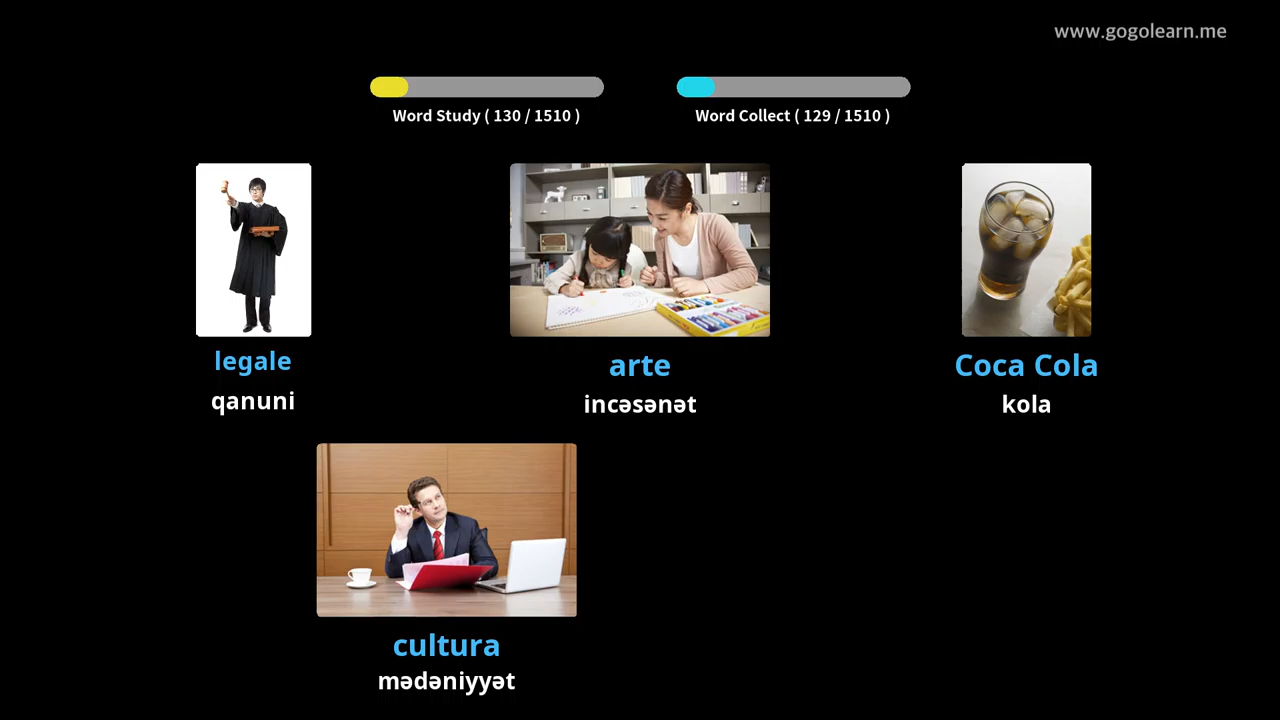 www.gogolearn.me
Word Study ( 130 / 1510 )
Word Collect ( 129 / 1510 )
legale
qanuni
arte
incəsənət
Coca Cola
kola
cultura
mədəniyyət